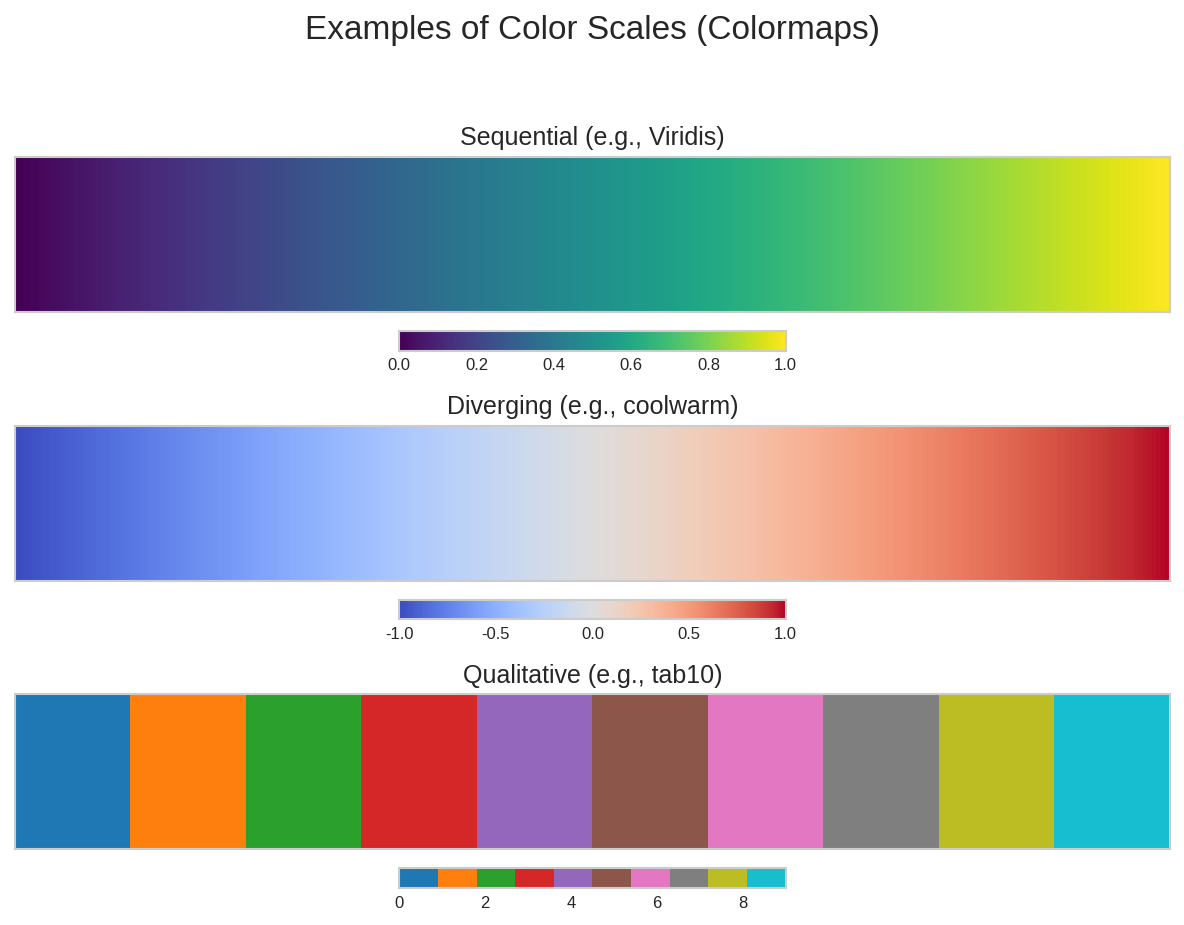 Examples of Color Scales (Colormaps)
Sequential (e.g., Viridis)
0.0 0.2 0.4 0.6 0.8 1.0
Diverging (e.g., coolwarm)
-1.0 -0.5 0.0 0.5 1.0
Qualitative (e.g., tab10)
0 2 4 6 8